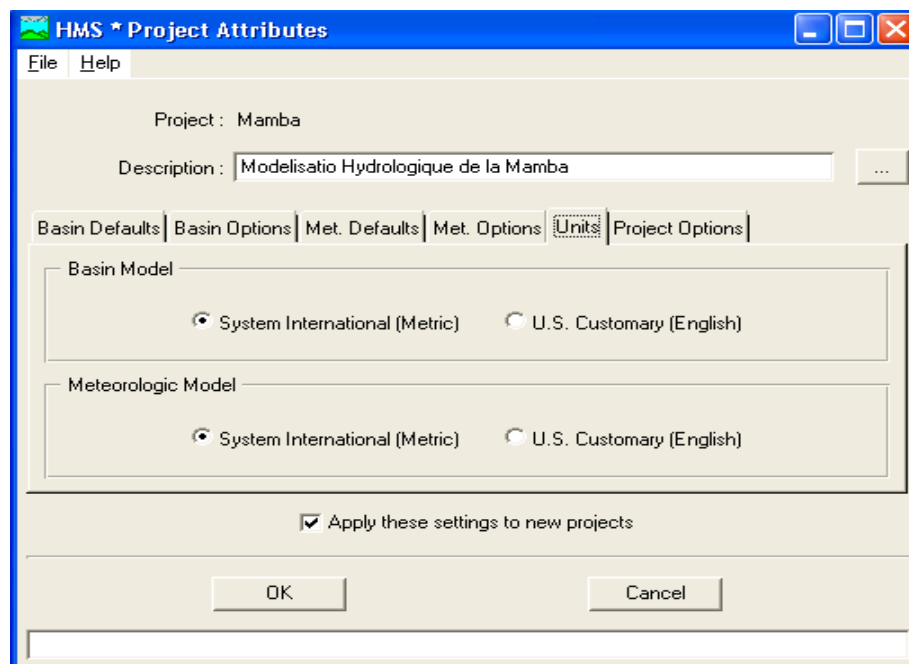 HMS * Project Attributes
File Help
Project : Mamba
Description : Modelisatio Hydrologique de la Mamba ...
Basin Defaults Basin Options Met. Defaults Met. Options Units Project Options
Basin Model
System International (Metric) U.S. Customary (English)
Meteorologic Model
System International (Metric) U.S. Customary (English)
Apply these settings to new projects
OK Cancel